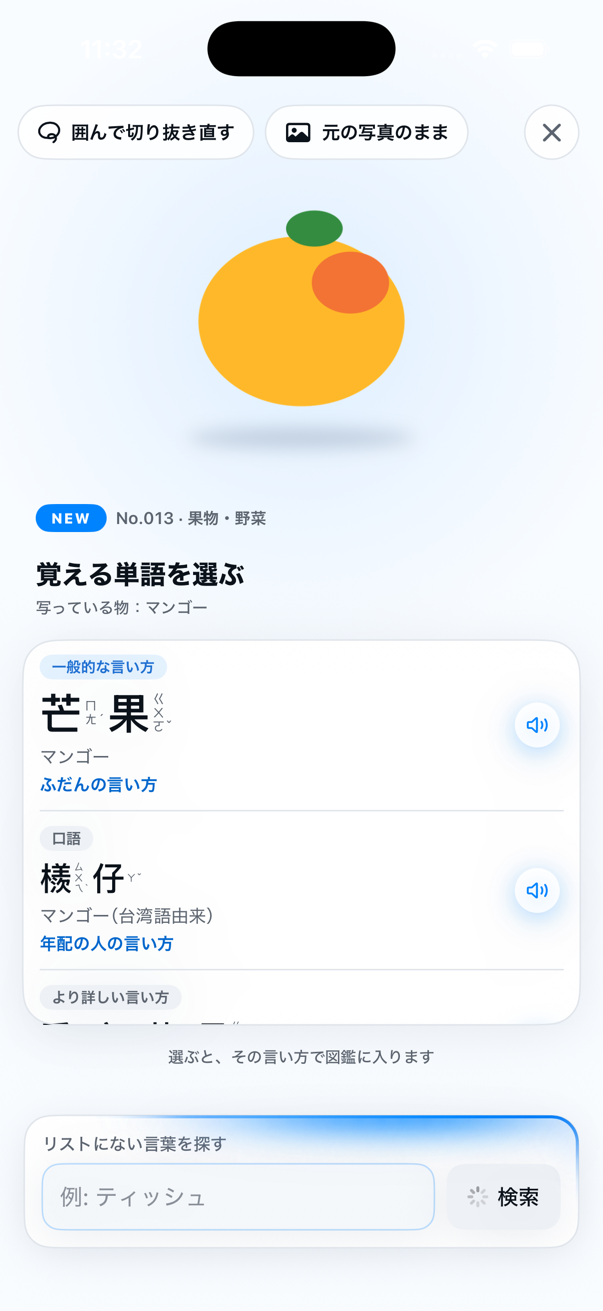 11:32
囲んで切り抜き直す 元の写真のまま
NEW No.013・果物・野菜
覚える単語を選ぶ
写っている物：マンゴー
一般的な言い方
芒ㄇㄤˊ果ㄍㄨㄛˇ
マンゴー
ふだんの言い方
口語
檨ㄙㄨㄟ仔ㄚˇ
マンゴー（台湾語由来）
年配の人の言い方
より詳しい言い方
選ぶと、その言い方で図鑑に入ります
リストにない言葉を探す
例: ティッシュ 検索